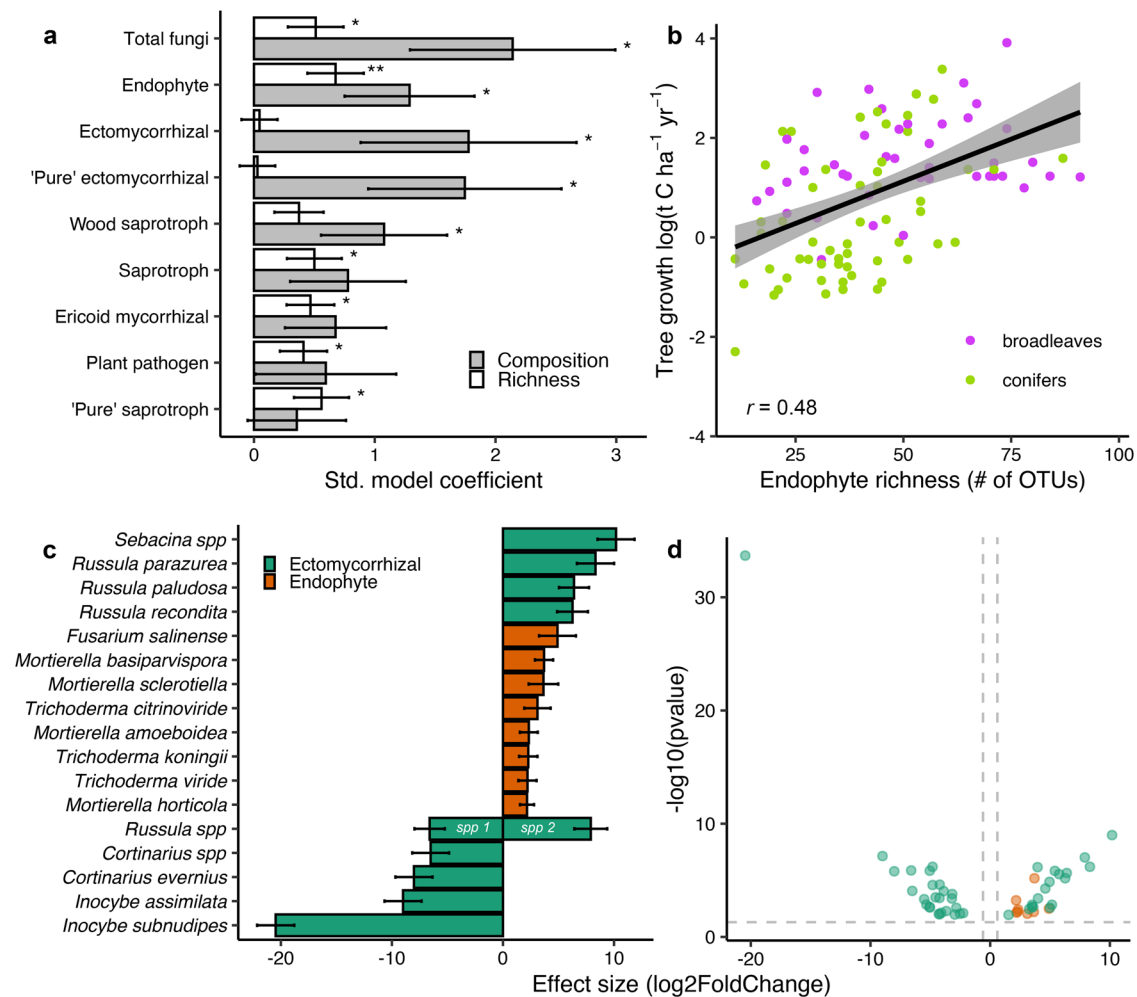 a
Total fungi
*
*
Endophyte
**
*
Ectomycorrhizal
*
'Pure' ectomycorrhizal
*
Wood saprotroph
*
Saprotroph
*
Ericoid mycorrhizal
*
Plant pathogen
*
'Pure' saprotroph
*
Composition
Richness
0 1 2 3
Std. model coefficient
b
Tree growth log(t C ha⁻¹ yr⁻¹)
4
2
0
-2
-4
broadleaves
conifers
r = 0.48
25 50 75 100
Endophyte richness (# of OTUs)
c
Ectomycorrhizal
Endophyte
Sebacina spp
Russula parazurea
Russula paludosa
Russula recondita
Fusarium salinense
Mortierella basiparvispora
Mortierella sclerotiella
Trichoderma citrinoviride
Mortierella amoeboidea
Trichoderma koningii
Trichoderma viride
Mortierella horticola
Russula spp
spp 1 spp 2
Cortinarius spp
Cortinarius evernius
Inocybe assimilata
Inocybe subnudipes
-20 -10 0 10
d
-log10(pvalue)
30
20
10
0
-20 -10 0 10
Effect size (log2FoldChange)